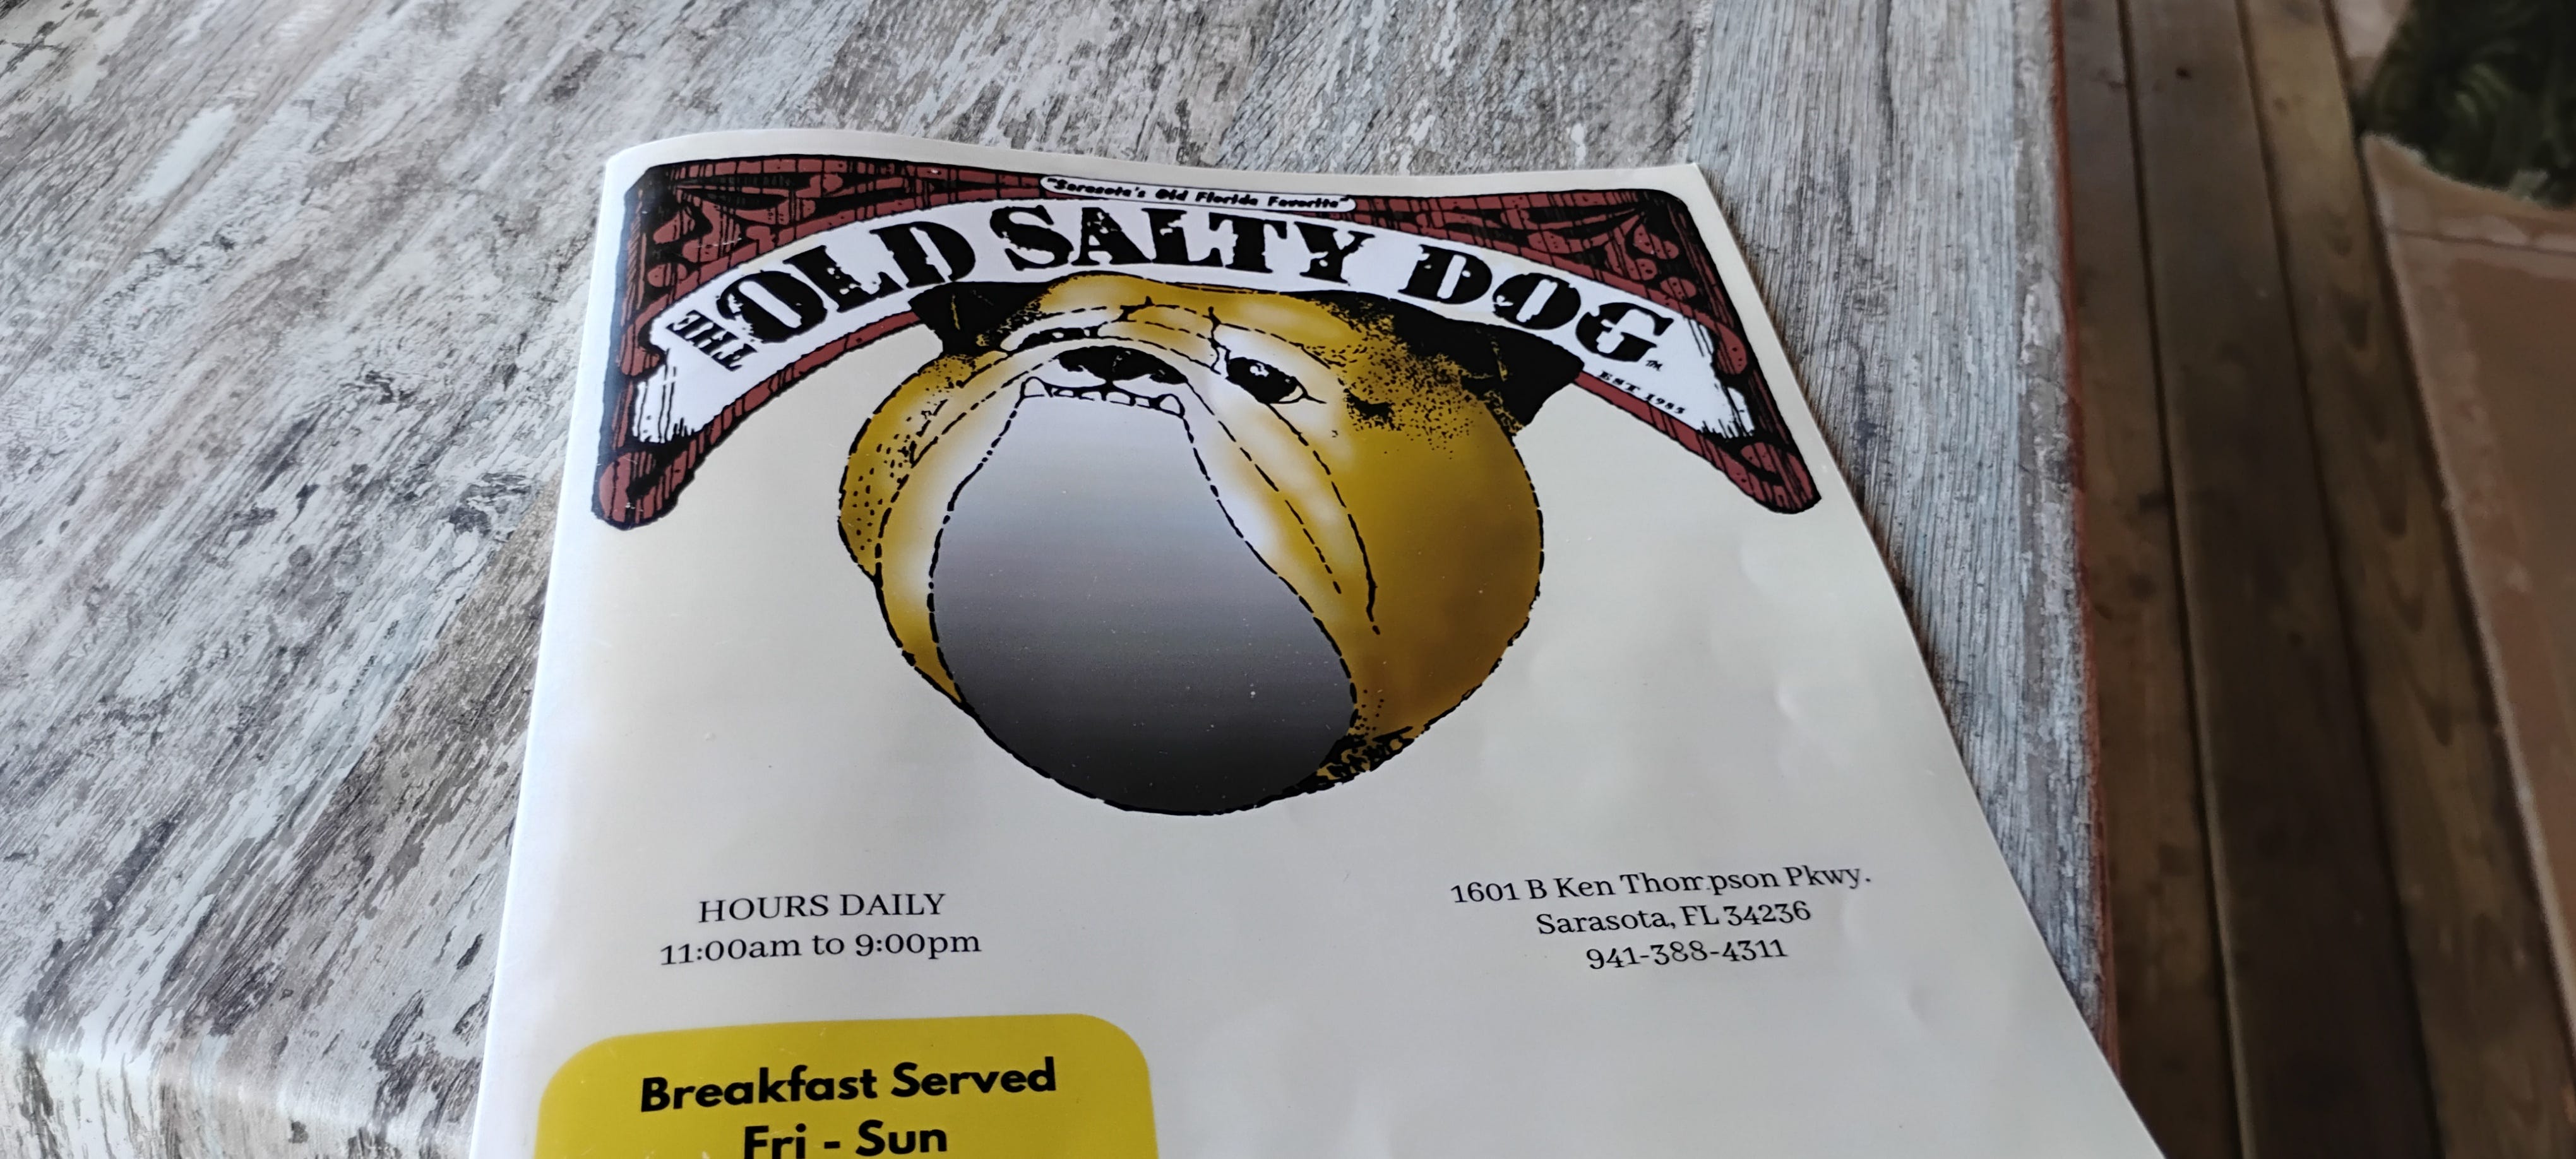 "Sarasota's Old Florida Favorite"
THE OLD SALTY DOG
TM
EST 1985
HOURS DAILY
11:00am to 9:00pm
1601 B Ken Thompson Pkwy.
Sarasota, FL 34236
941-388-4311
Breakfast Served
Fri - Sun